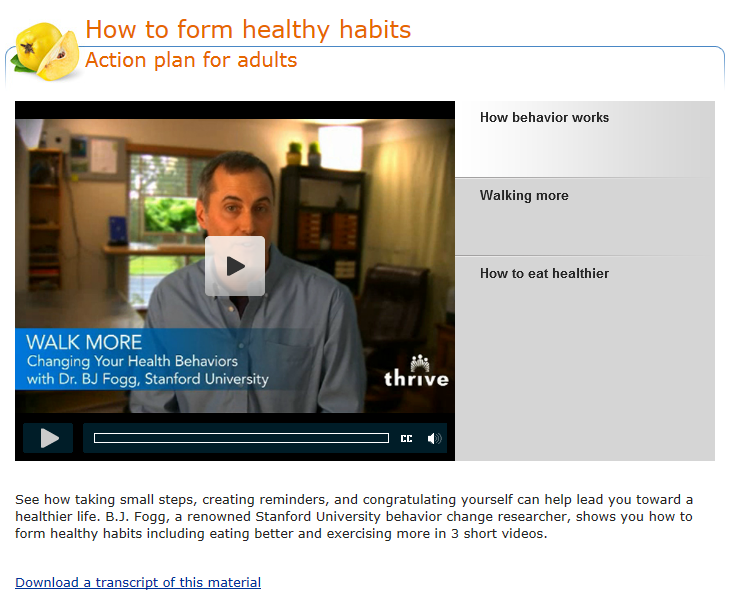 How to form healthy habits
Action plan for adults
How behavior works
Walking more
How to eat healthier
WALK MORE
Changing Your Health Behaviors
with Dr. BJ Fogg, Stanford University
thrive
CC
See how taking small steps, creating reminders, and congratulating yourself can help lead you toward a
healthier life. B.J. Fogg, a renowned Stanford University behavior change researcher, shows you how to
form healthy habits including eating better and exercising more in 3 short videos.
Download a transcript of this material